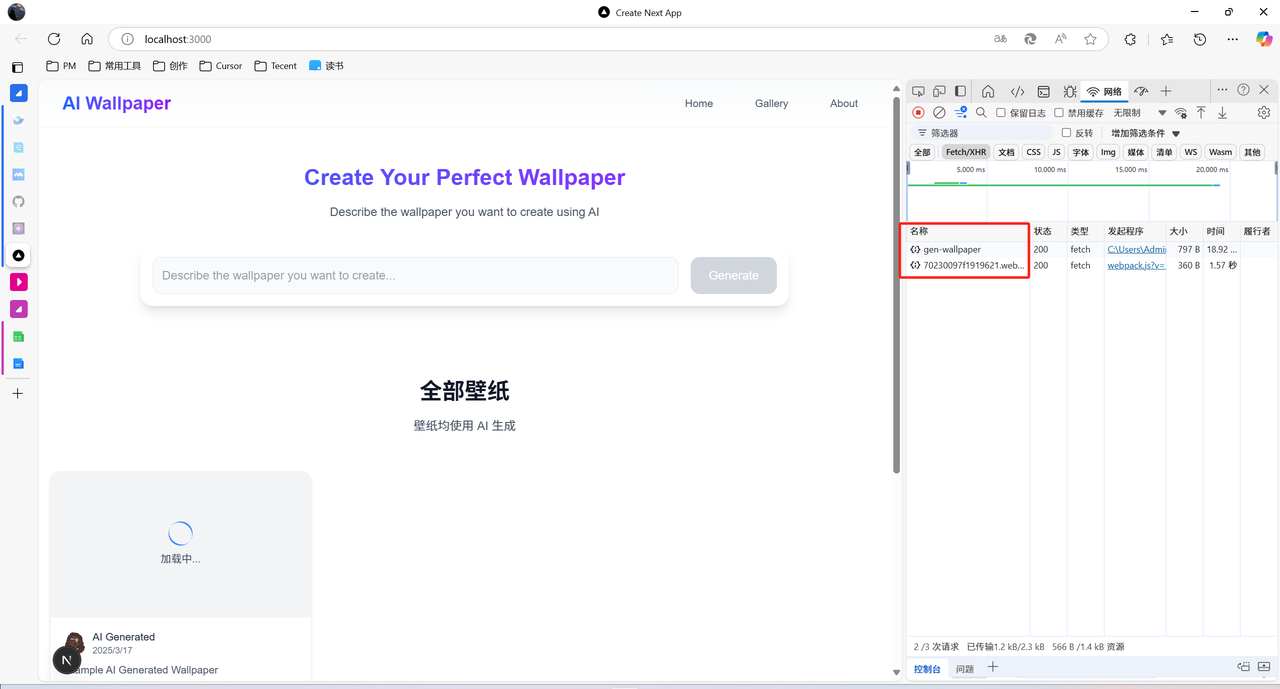 Create Next App
localhost:3000
PM 常用工具 创作 Cursor Tecent 读书
AI Wallpaper
Home Gallery About
Create Your Perfect Wallpaper
Describe the wallpaper you want to create using AI
Describe the wallpaper you want to create...
Generate
全部壁纸
壁纸均使用 AI 生成
加载中...
AI Generated
2025/3/17
ample AI Generated Wallpaper
N
网络
保留日志 禁用缓存 无限制
筛选器 反转 增加筛选条件
全部 Fetch/XHR 文档 CSS JS 字体 Img 媒体 清单 WS Wasm 其他
5,000 ms 10,000 ms 15,000 ms 20,000 ms
名称 状态 类型 发起程序 大小 时间 履行者
gen-wallpaper 200 fetch C:\Users\Admi 797 B 18.92 ...
70230097f1919621.web... 200 fetch webpack.js?v= 360 B 1.57 秒
2 /3 次请求 已传输1.2 kB/2.3 kB 566 B /1.4 kB 资源
控制台 问题